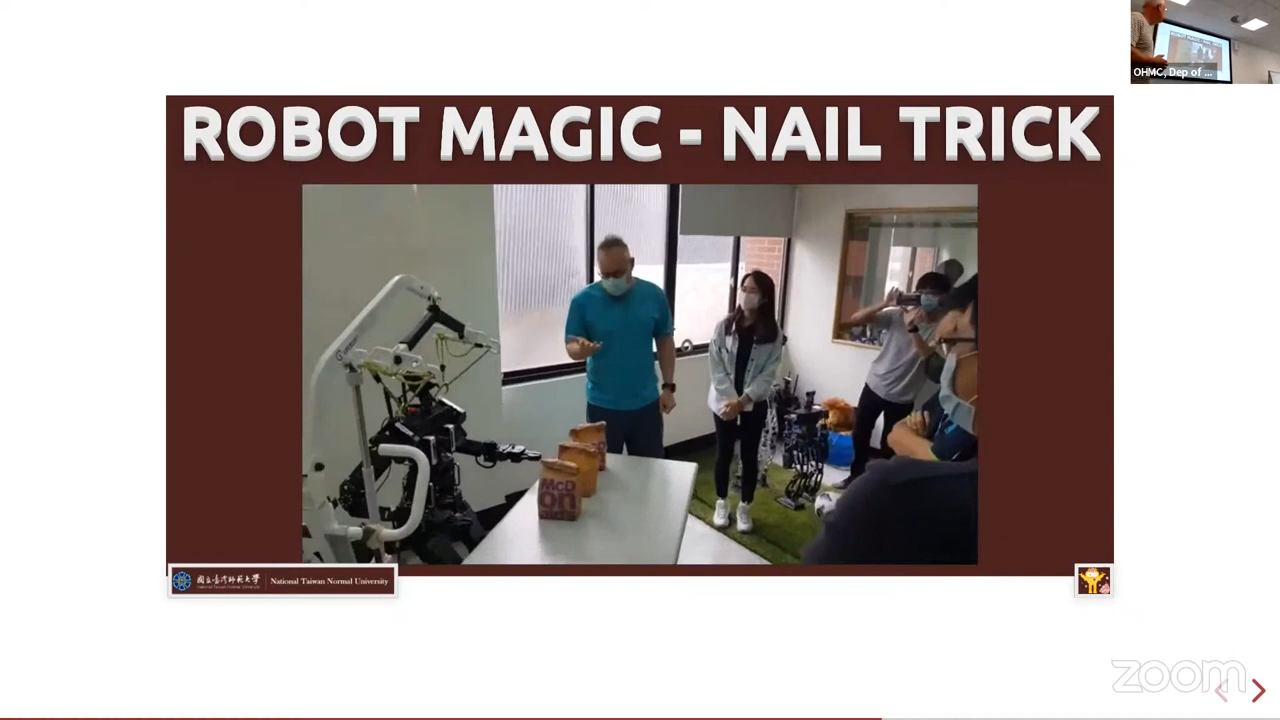 OHMC, Dep of ...
ROBOT MAGIC - NAIL TRICK
McD
on
國立臺灣師範大學
National Taiwan Normal University
zoom